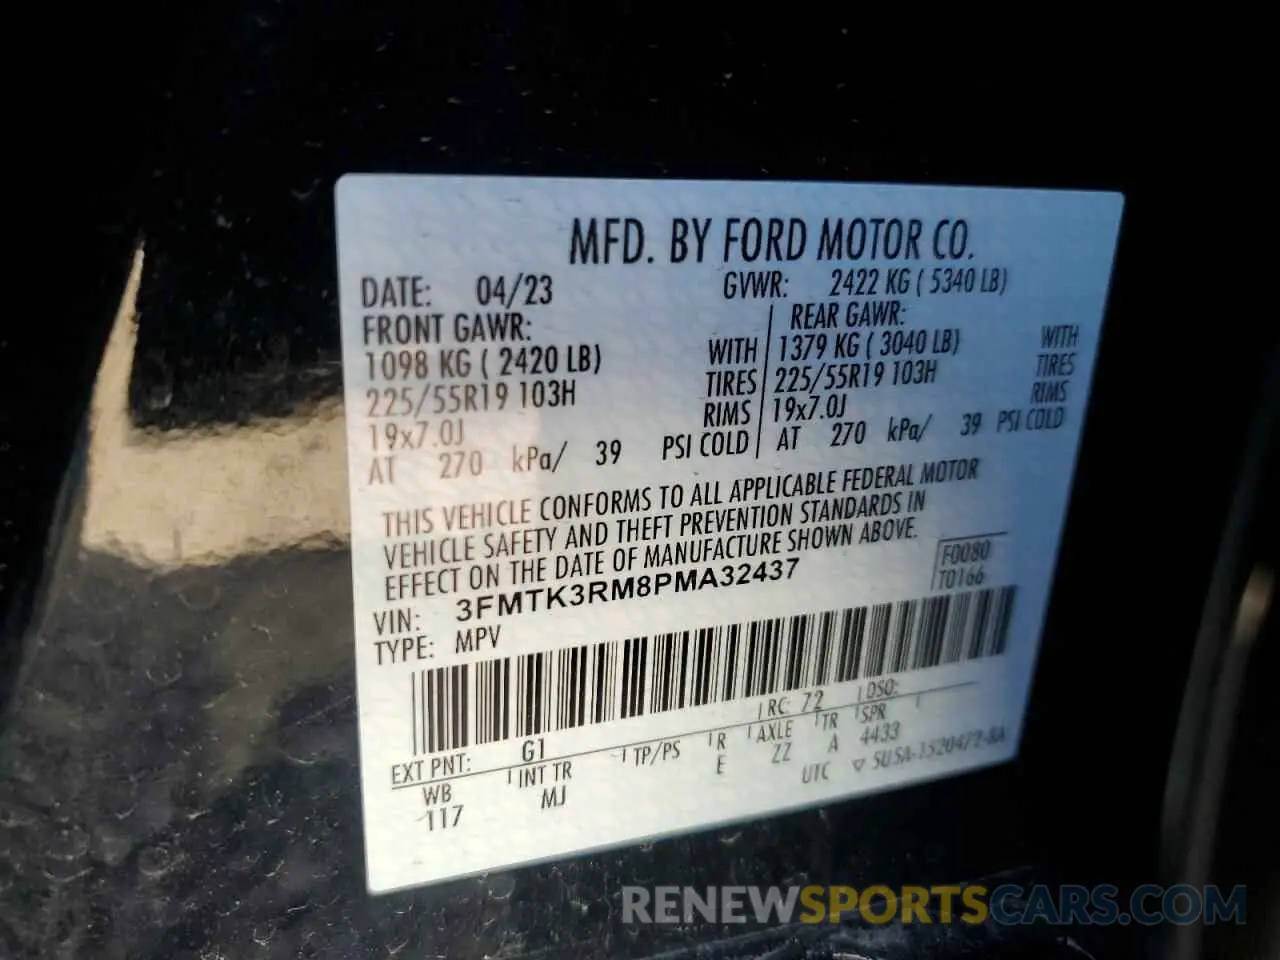 MFD. BY FORD MOTOR CO.
DATE: 04/23 GVWR: 2422 KG ( 5340 LB)
FRONT GAWR: REAR GAWR:
1098 KG ( 2420 LB) WITH 1379 KG ( 3040 LB) WITH
225/55R19 103H TIRES 225/55R19 103H TIRES
19x7.0J RIMS 19x7.0J RIMS
AT 270 kPa/ 39 PSI COLD AT 270 kPa/ 39 PSI COLD
THIS VEHICLE CONFORMS TO ALL APPLICABLE FEDERAL MOTOR
VEHICLE SAFETY AND THEFT PREVENTION STANDARDS IN
EFFECT ON THE DATE OF MANUFACTURE SHOWN ABOVE.
F0080
T0166
VIN: 3FMTK3RM8PMA32437
TYPE: MPV
EXT PNT: G1 RC: 72 DSO:
WB INT TR TP/PS R AXLE TR SPR
117 MJ E ZZ A 4433
UTC
RENEWSPORTSCARS.COM